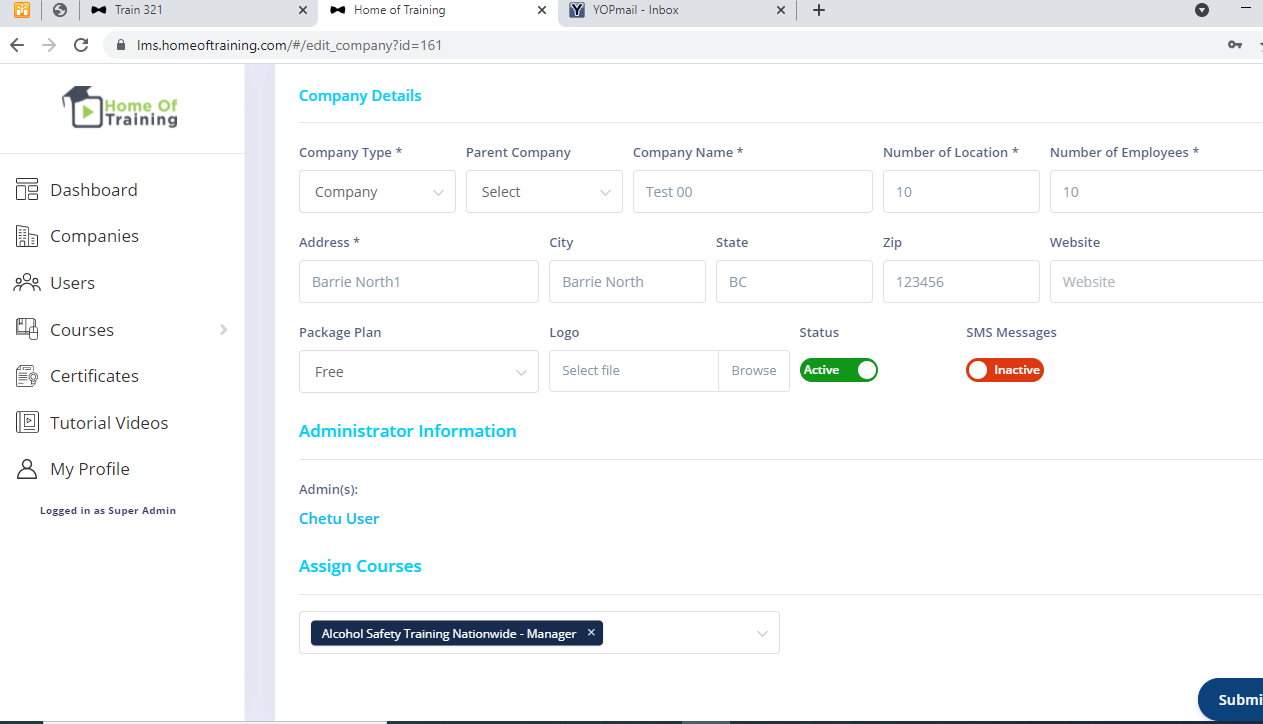 Train 321
Home of Training
YOPmail - Inbox
lms.homeoftraining.com/#/edit_company?id=161
Home Of
Training
Dashboard
Companies
Users
Courses
Certificates
Tutorial Videos
My Profile
Logged in as Super Admin
Company Details
Company Type * Parent Company Company Name * Number of Location * Number of Employees *
Company Select Test 00 10 10
Address * City State Zip Website
Barrie North1 Barrie North BC 123456 Website
Package Plan Logo Status SMS Messages
Free Select file Browse Active Inactive
Administrator Information
Admin(s):
Chetu User
Assign Courses
Alcohol Safety Training Nationwide - Manager ×
Submi